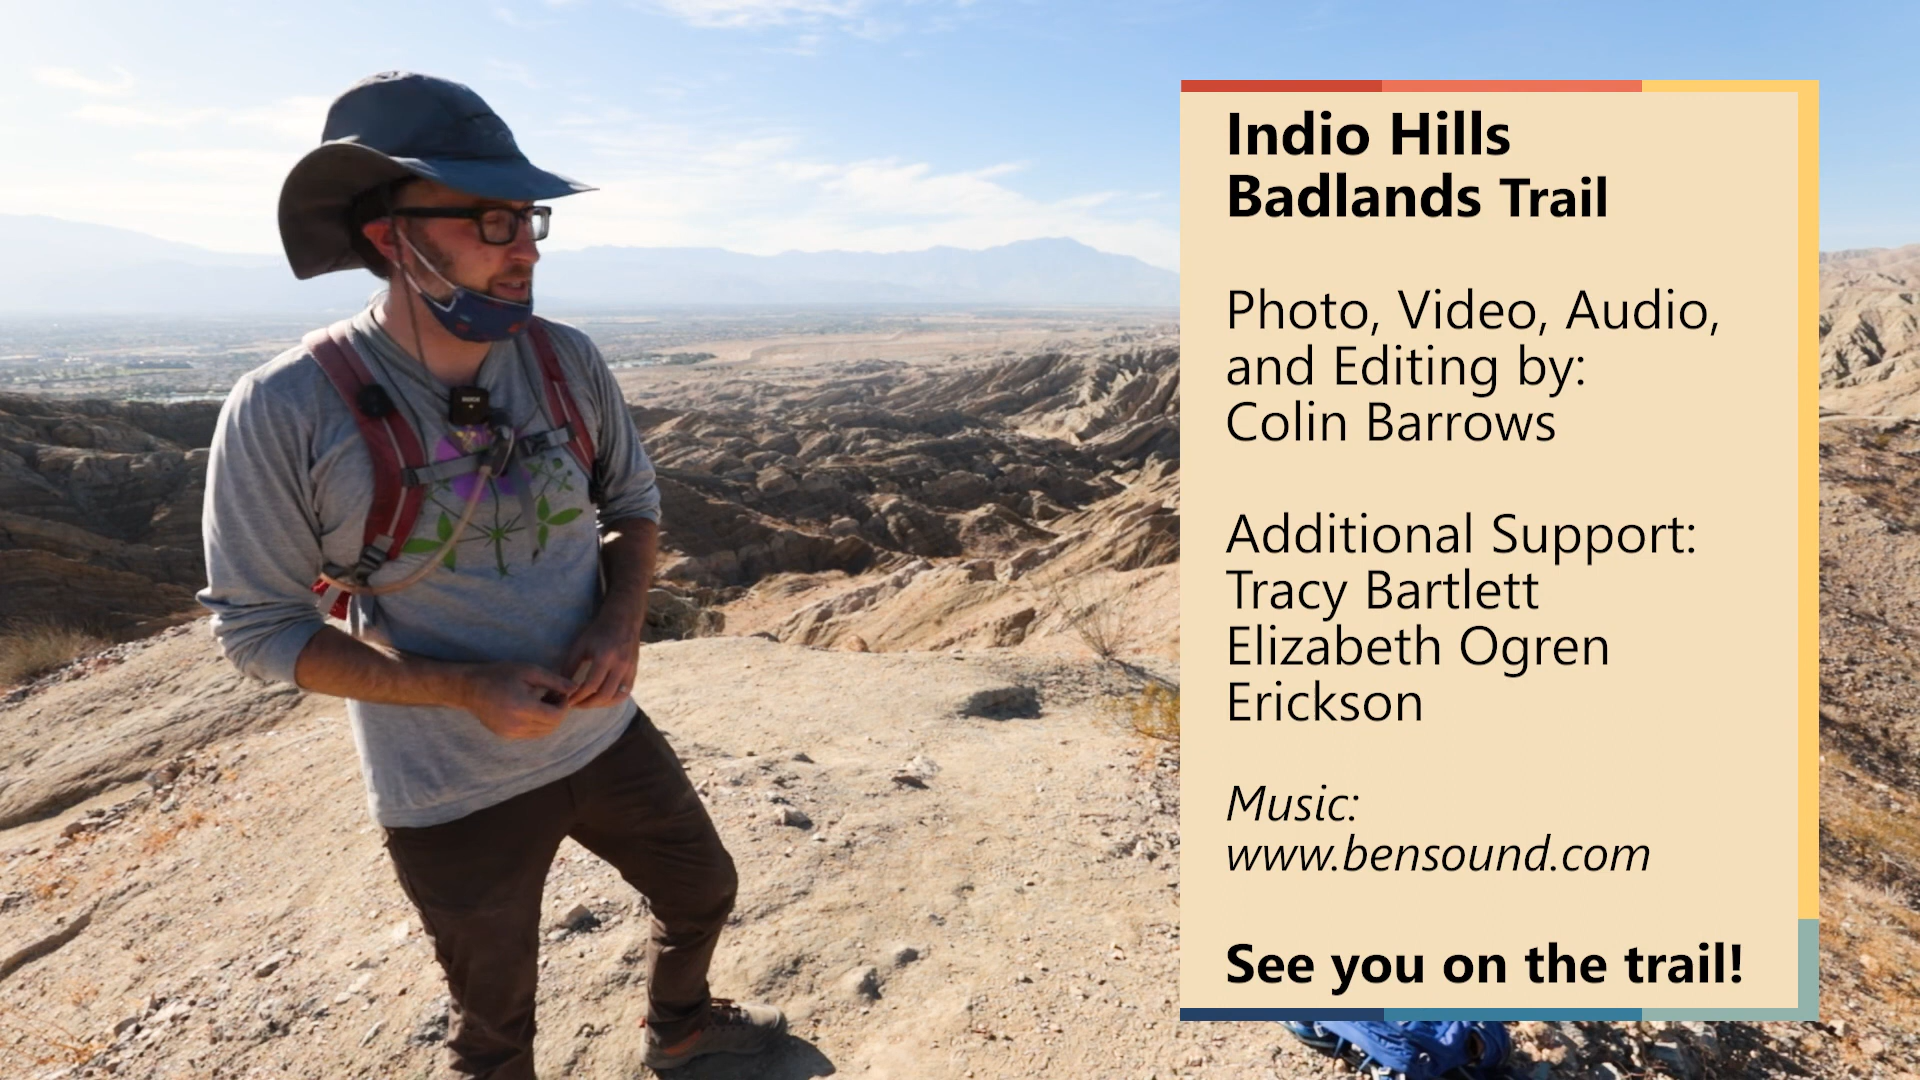 Indio Hills
Badlands Trail
Photo, Video, Audio,
and Editing by:
Colin Barrows
Additional Support:
Tracy Bartlett
Elizabeth Ogren
Erickson
Music:
www.bensound.com
See you on the trail!